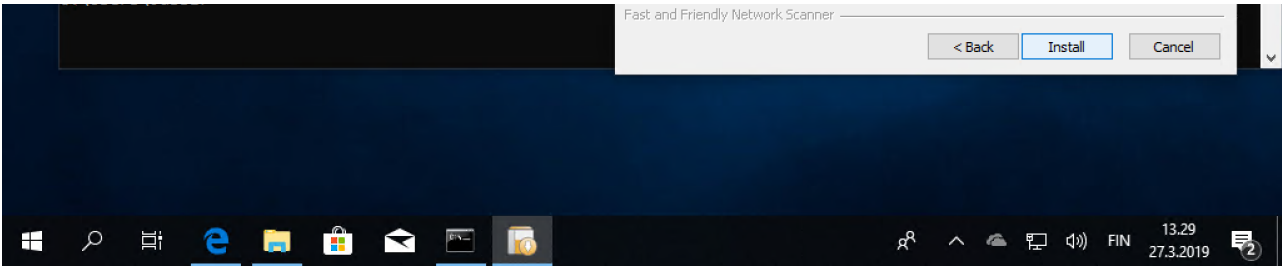 Fast and Friendly Network Scanner
< Back Install Cancel
FIN
13.29
27.3.2019
2